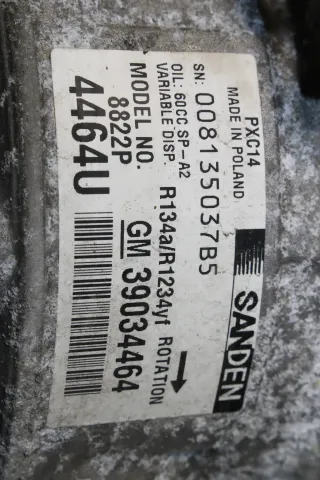 PXC14
MADE IN POLAND
SANDEN
SN: 008135037B5
OIL: 60CC SP-A2
VARIABLE DISP. R134a/R1234yf ROTATION
MODEL NO.
8822P
GM 39034464
4464U